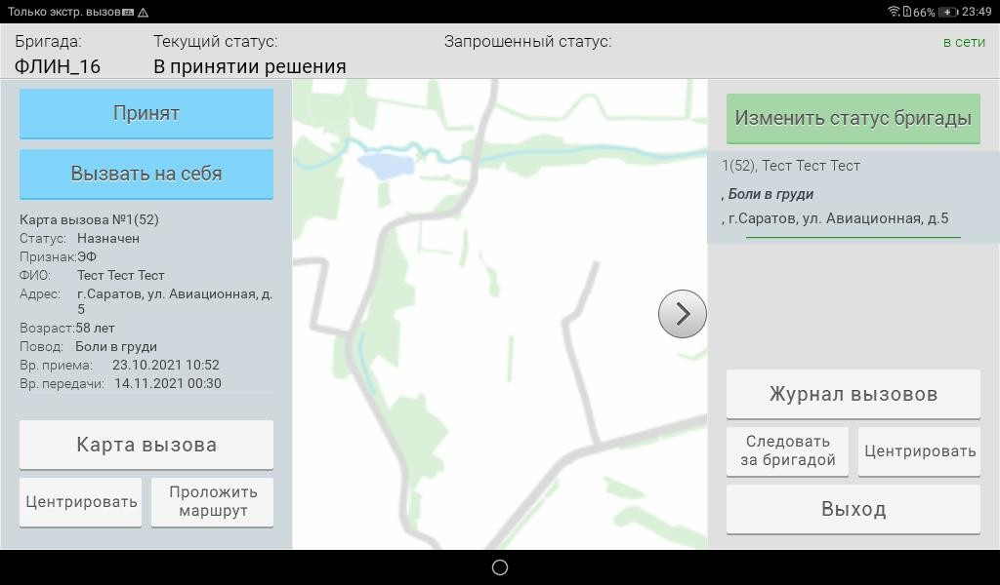 Только экстр. вызов
66% 23:49
Бригада:
Текущий статус:
Запрошенный статус:
в сети
ФЛИН_16
В принятии решения
Принят
Вызвать на себя
Карта вызова №1(52)
Статус: Назначен
Признак:ЭФ
ФИО: Тест Тест Тест
Адрес: г.Саратов, ул. Авиационная, д.
5
Возраст:58 лет
Повод: Боли в груди
Вр. приема: 23.10.2021 10:52
Вр. передачи: 14.11.2021 00:30
Карта вызова
Центрировать
Проложить
маршрут
Изменить статус бригады
1(52), Тест Тест Тест
, Боли в груди
, г.Саратов, ул. Авиационная, д.5
Журнал вызовов
Следовать
за бригадой
Центрировать
Выход